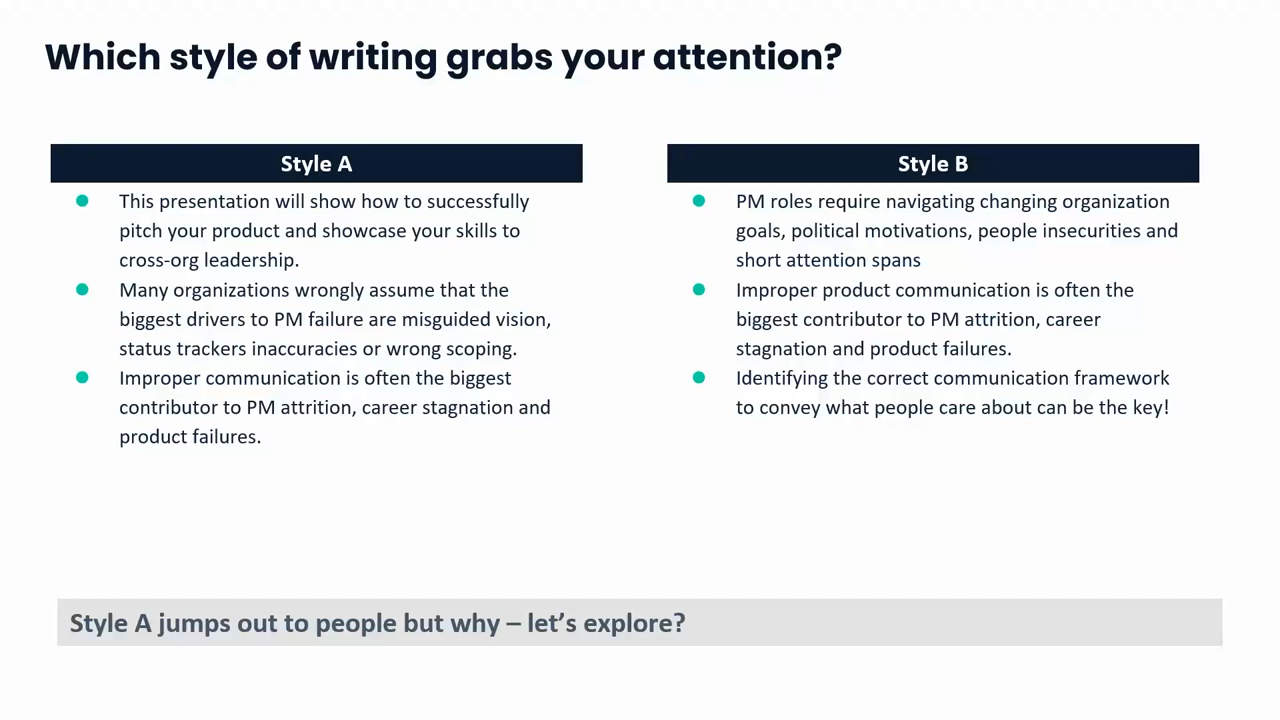 Which style of writing grabs your attention?
Style A
This presentation will show how to successfully
pitch your product and showcase your skills to
cross-org leadership.
Many organizations wrongly assume that the
biggest drivers to PM failure are misguided vision,
status trackers inaccuracies or wrong scoping.
Improper communication is often the biggest
contributor to PM attrition, career stagnation and
product failures.
Style B
PM roles require navigating changing organization
goals, political motivations, people insecurities and
short attention spans
Improper product communication is often the
biggest contributor to PM attrition, career
stagnation and product failures.
Identifying the correct communication framework
to convey what people care about can be the key!
Style A jumps out to people but why – let’s explore?